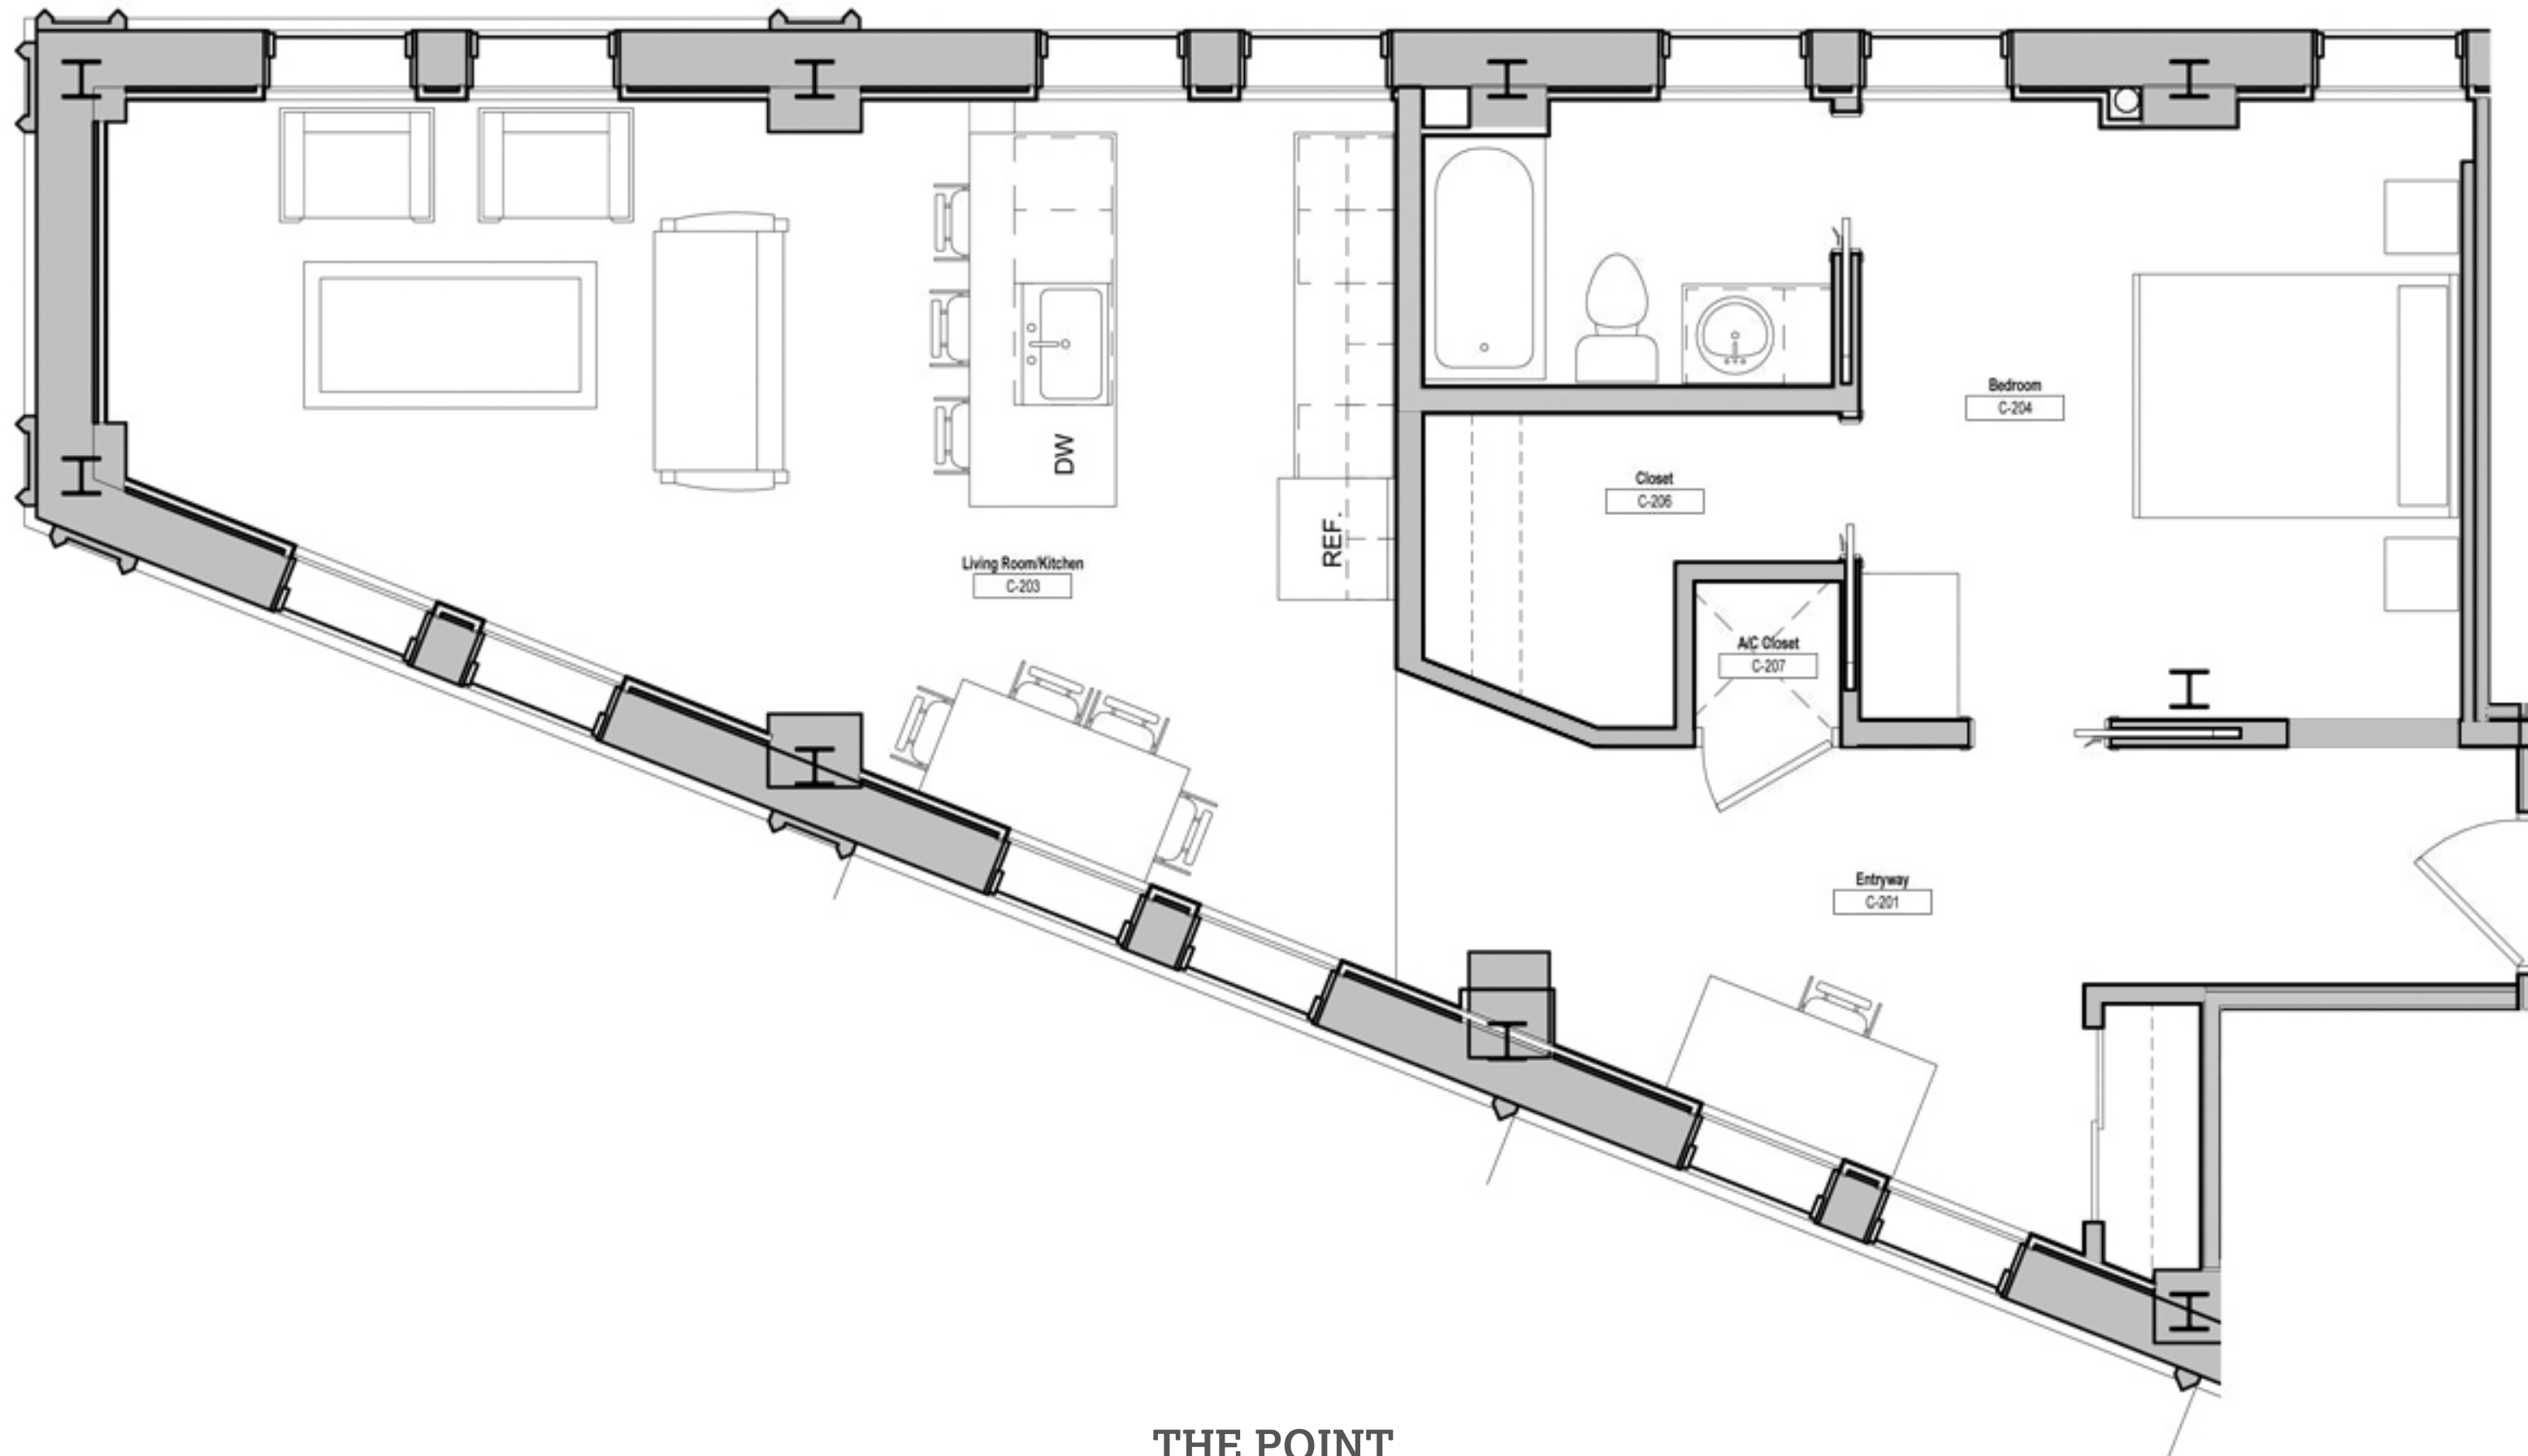 Bedroom
C-204
DW
Closet
C-206
REF.
Living Room/Kitchen
C-203
A/C Closet
C-207
Entryway
C-201
THE POINT